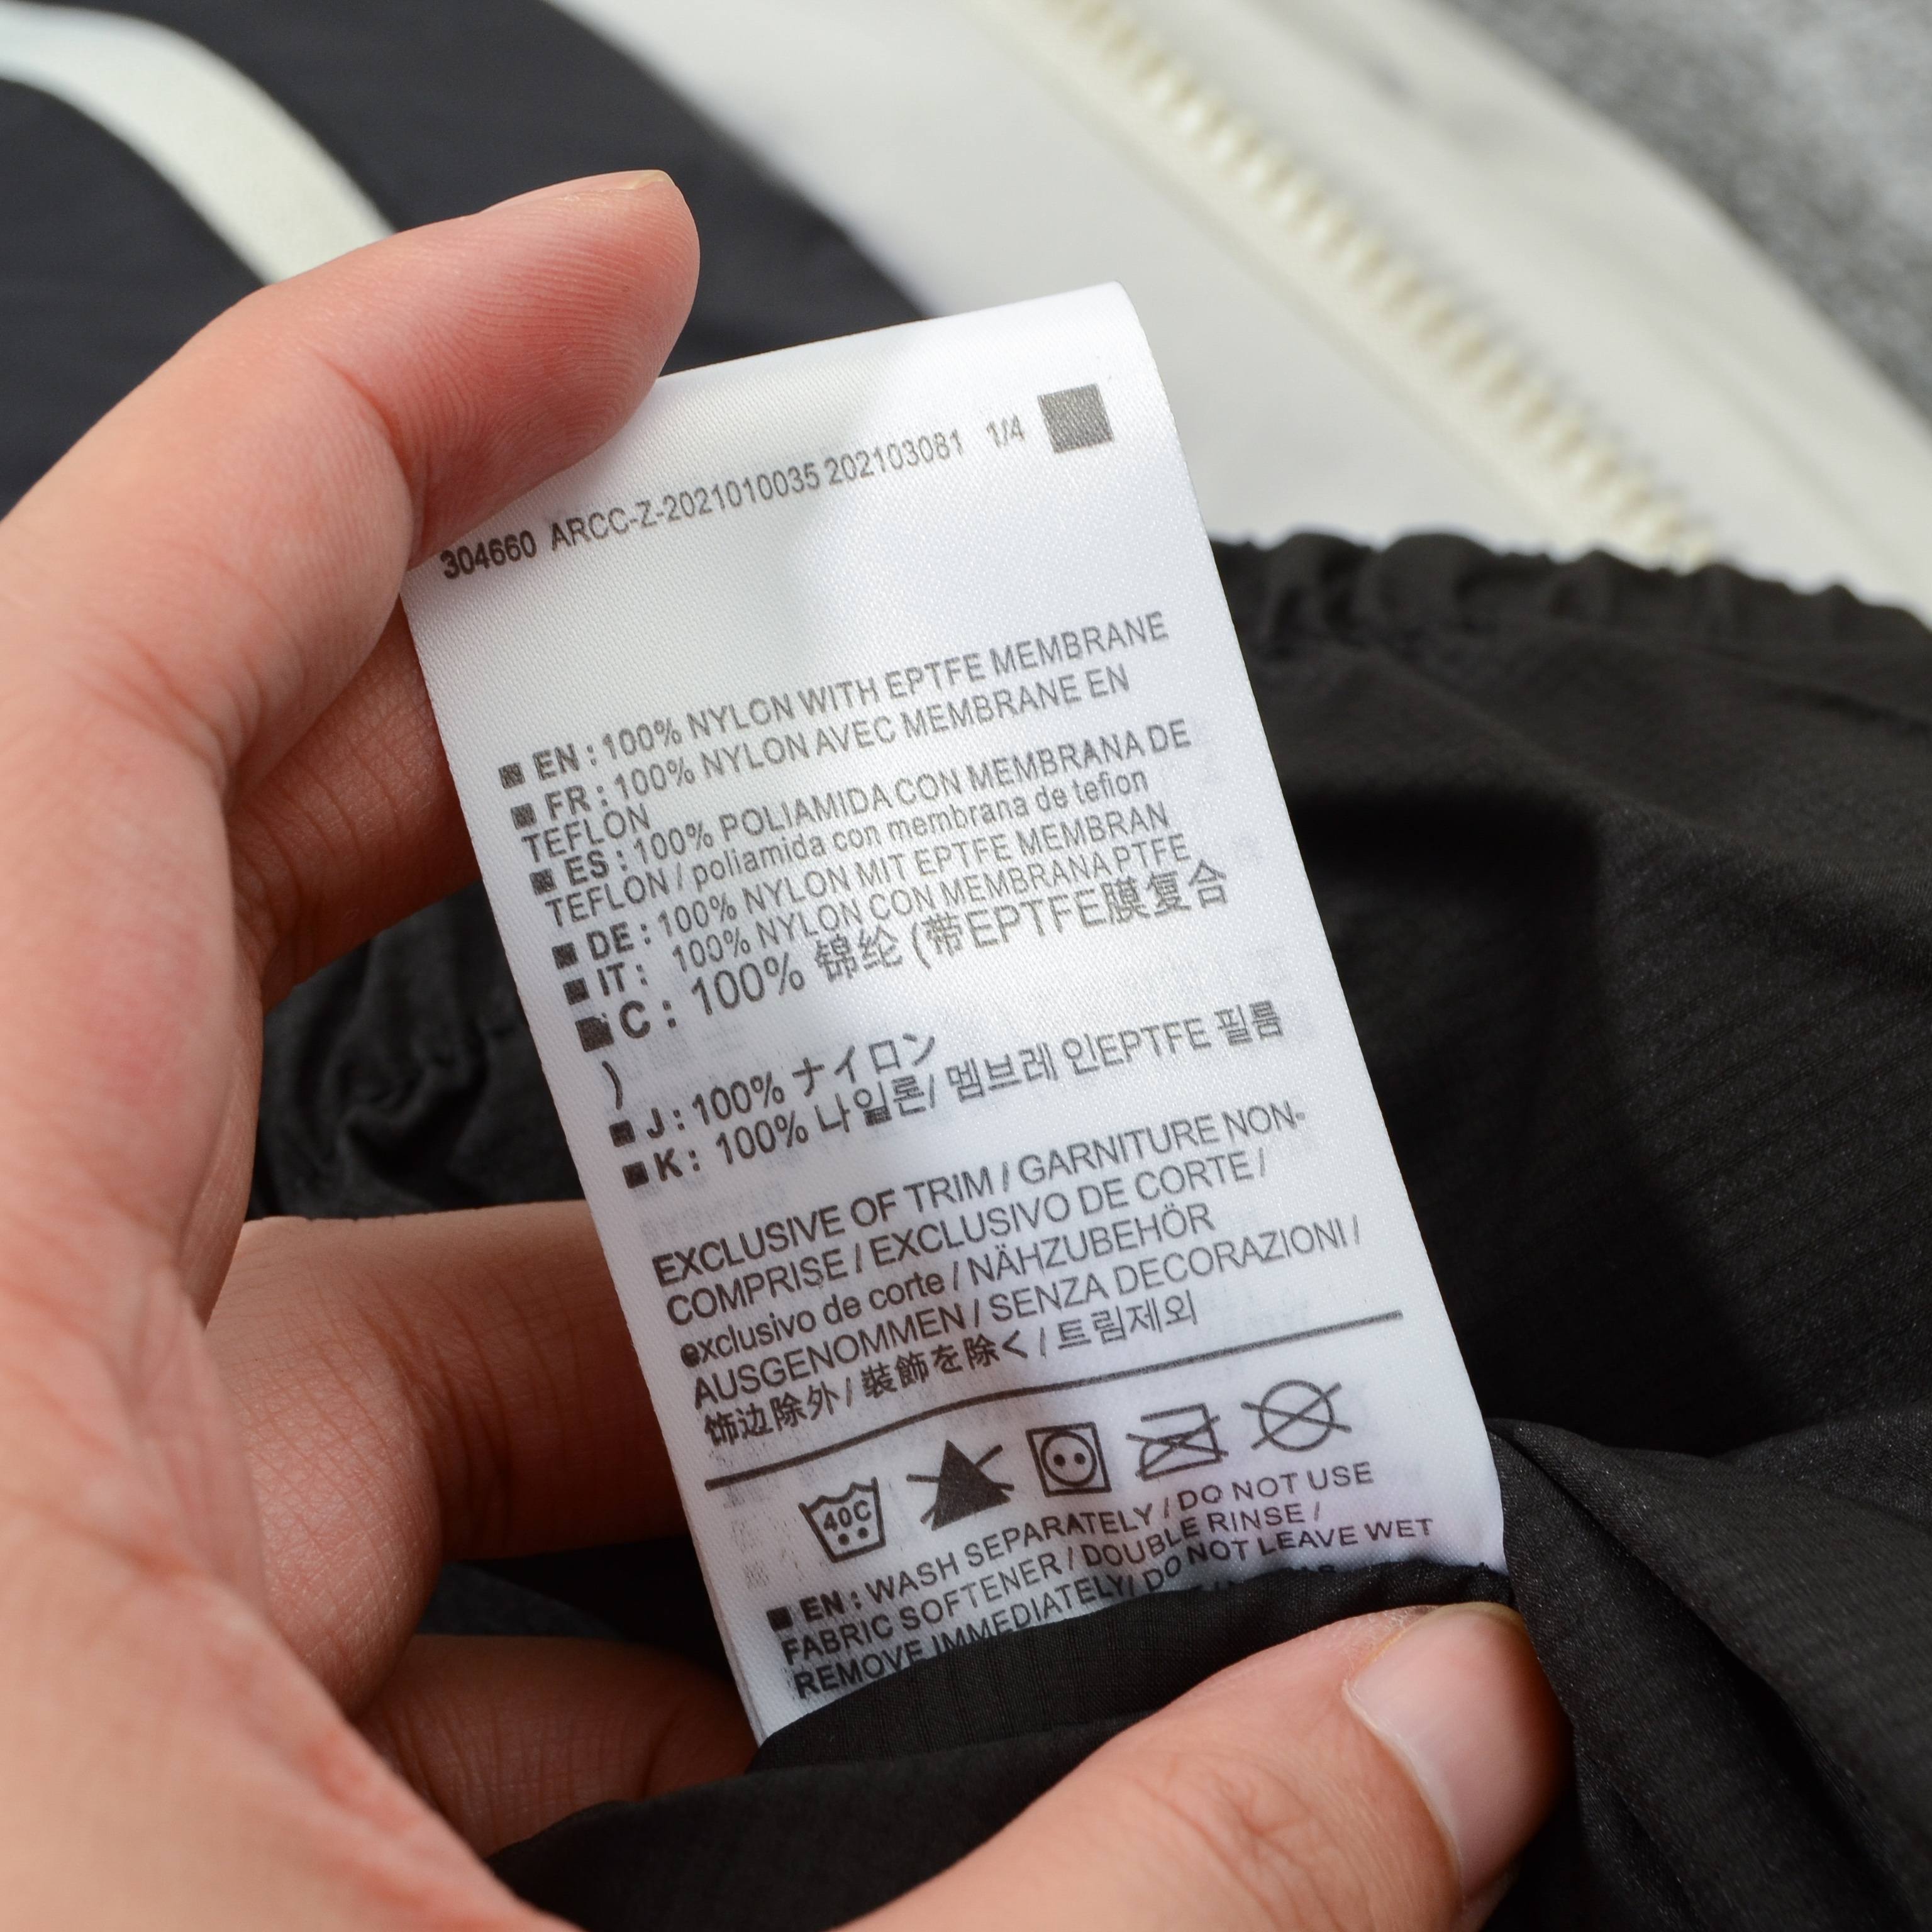 304660 ARCC-Z-2021010035 202103081 1/4
EN : 100% NYLON WITH EPTFE MEMBRANE
FR : 100% NYLON AVEC MEMBRANE EN
TEFLON
ES : 100% POLIAMIDA CON MEMBRANA DE
TEFLON / poliamida con membrana de teflon
DE : 100% NYLON MIT EPTFE MEMBRAN
IT : 100% NYLON CON MEMBRANA PTFE
C : 100% 锦纶 (带EPTFE膜复合
)
J : 100% ナイロン
K : 100% 나일론/ 멤브레 인EPTFE 필름
EXCLUSIVE OF TRIM / GARNITURE NON-
COMPRISE / EXCLUSIVO DE CORTE /
exclusivo de corte / NÄHZUBEHÖR
AUSGENOMMEN / SENZA DECORAZIONI /
饰边除外 / 裝飾を除く / 트림제외
40C
EN : WASH SEPARATELY / DO NOT USE
FABRIC SOFTENER / DOUBLE RINSE /
REMOVE IMMEDIATELY/ DO NOT LEAVE WET